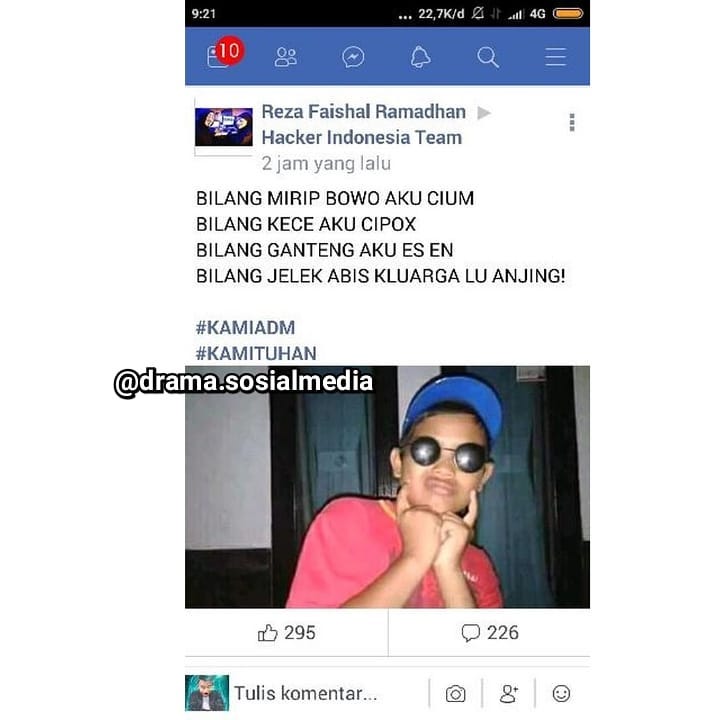 9:21
... 22,7K/d 4G
10
Reza Faishal Ramadhan
Hacker Indonesia Team
2 jam yang lalu
BILANG MIRIP BOWO AKU CIUM
BILANG KECE AKU CIPOX
BILANG GANTENG AKU ES EN
BILANG JELEK ABIS KLUARGA LU ANJING!
#KAMIADM
#KAMITUHAN
@drama.sosialmedia
295
226
Tulis komentar...